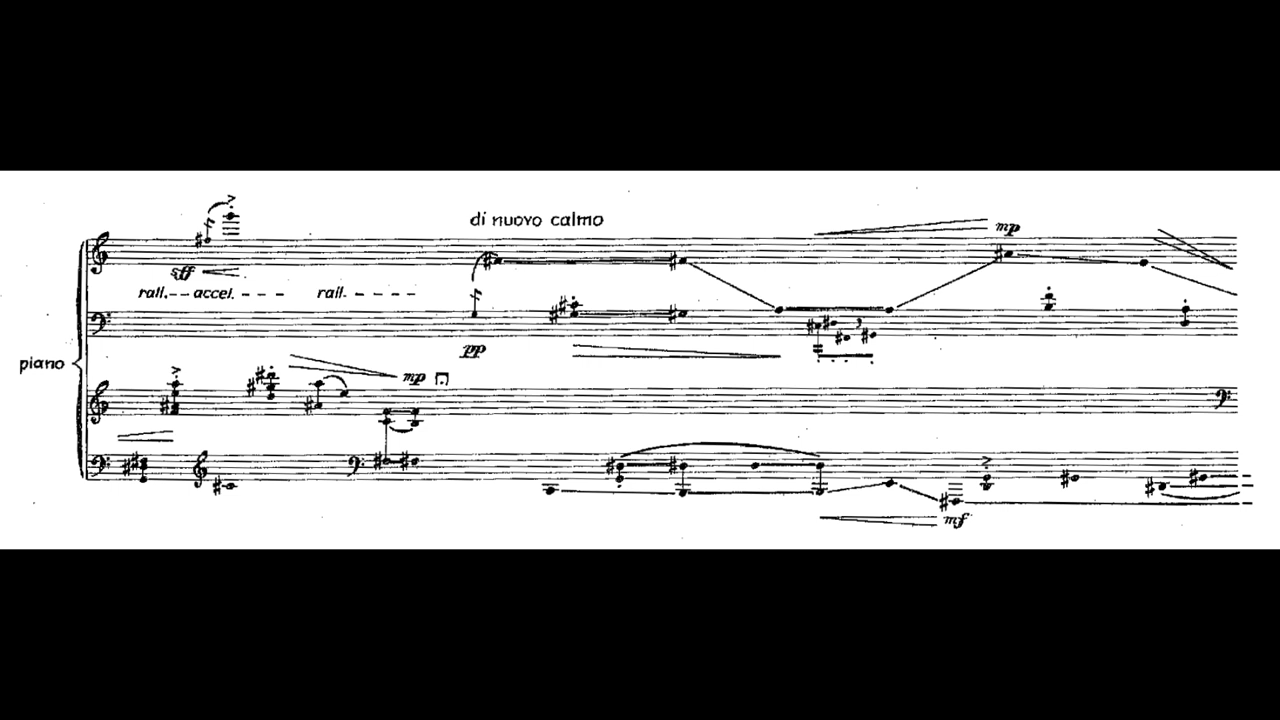 di nuovo calmo
mp
sff
rall. -- accel. - - - - rall. - - - - -
pp
piano
mp
mf